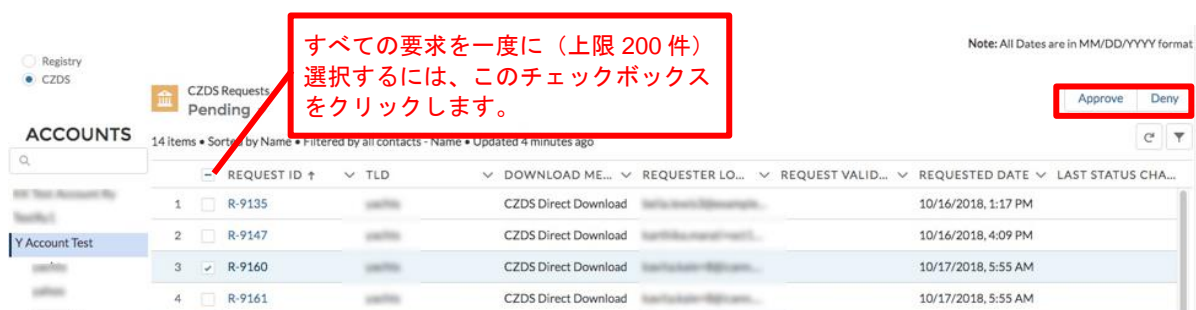 すべての要求を一度に（上限 200 件）
選択するには、このチェックボックス
をクリックします。
Note: All Dates are in MM/DD/YYYY format
Registry
CZDS
CZDS Requests
Pending
Approve Deny
ACCOUNTS
14 items • Sorted by Name • Filtered by all contacts - Name • Updated 4 minutes ago
REQUEST ID ↑ TLD DOWNLOAD ME... REQUESTER LO... REQUEST VALID... REQUESTED DATE LAST STATUS CHA...
1 R-9135 CZDS Direct Download 10/16/2018, 1:17 PM
2 R-9147 CZDS Direct Download 10/16/2018, 4:09 PM
Y Account Test
3 R-9160 CZDS Direct Download 10/17/2018, 5:55 AM
4 R-9161 CZDS Direct Download 10/17/2018, 5:55 AM